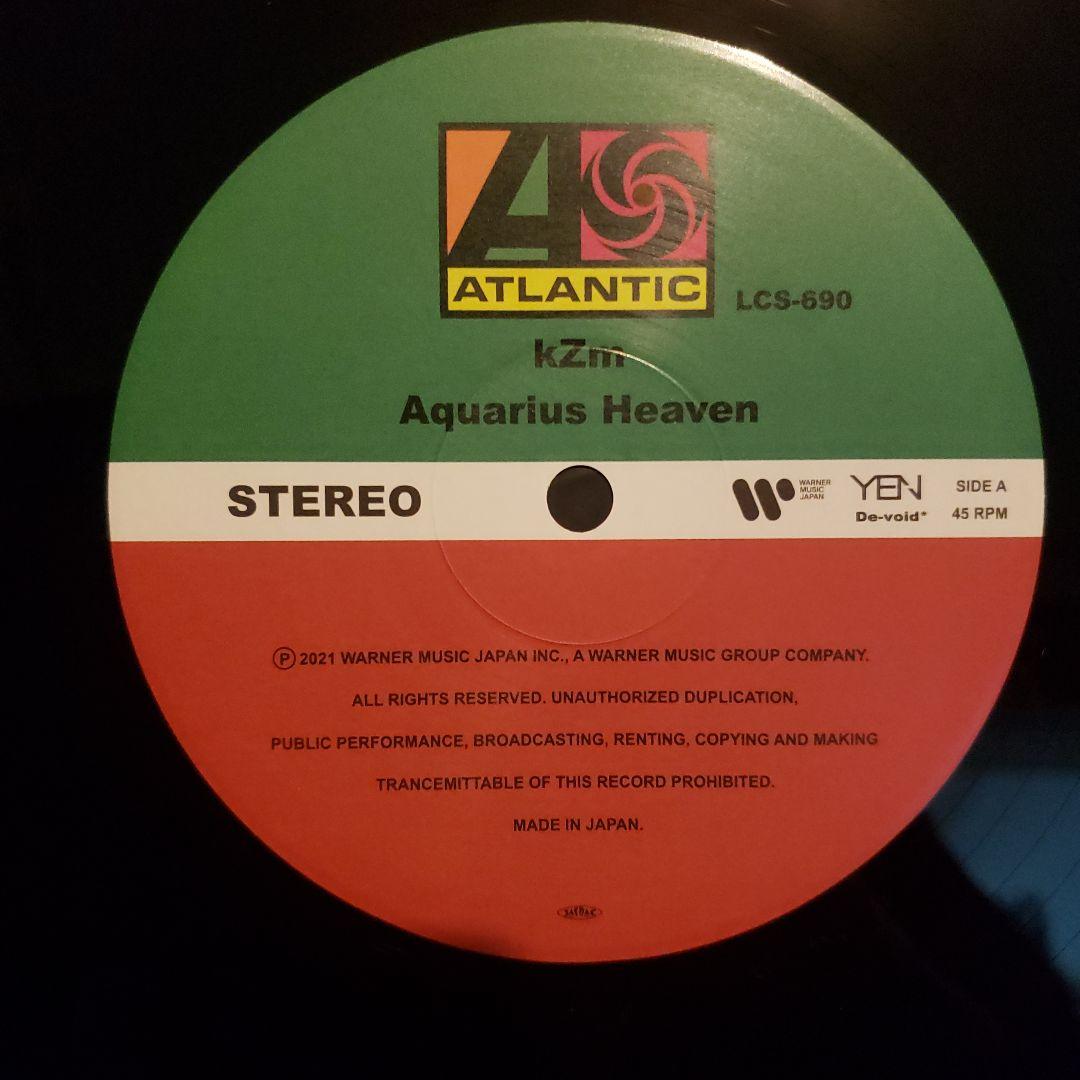 A
ATLANTIC
LCS-690
kZm
Aquarius Heaven
STEREO
WARNER
MUSIC
JAPAN
YEN
De-void*
SIDE A
45 RPM
Ⓟ 2021 WARNER MUSIC JAPAN INC., A WARNER MUSIC GROUP COMPANY.
ALL RIGHTS RESERVED. UNAUTHORIZED DUPLICATION,
PUBLIC PERFORMANCE, BROADCASTING, RENTING, COPYING AND MAKING
TRANCEMITTABLE OF THIS RECORD PROHIBITED.
MADE IN JAPAN.
JASRAC